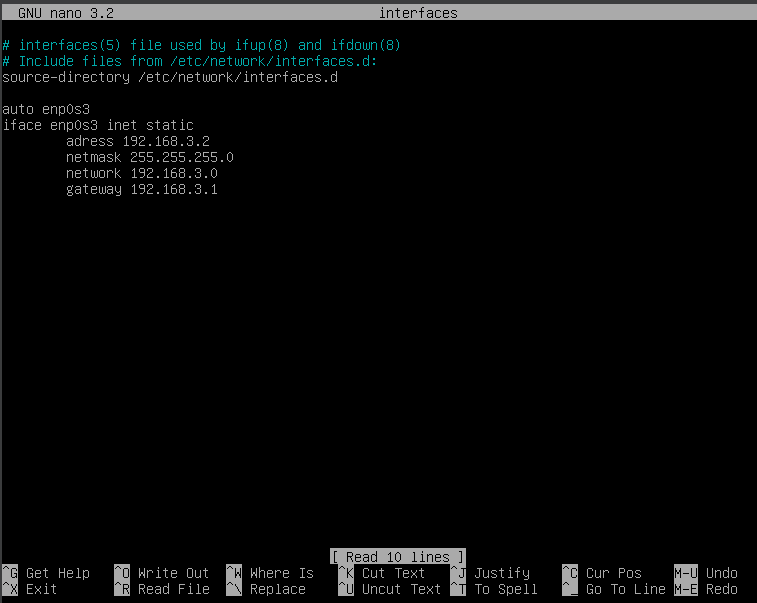 GNU nano 3.2 interfaces
# interfaces(5) file used by ifup(8) and ifdown(8)
# Include files from /etc/network/interfaces.d:
source-directory /etc/network/interfaces.d
auto enp0s3
iface enp0s3 inet static
adress 192.168.3.2
netmask 255.255.255.0
network 192.168.3.0
gateway 192.168.3.1
[ Read 10 lines ]
^G Get Help ^O Write Out ^W Where Is ^K Cut Text ^J Justify ^C Cur Pos M-U Undo
^X Exit ^R Read File ^\ Replace ^U Uncut Text ^T To Spell ^_ Go To Line M-E Redo